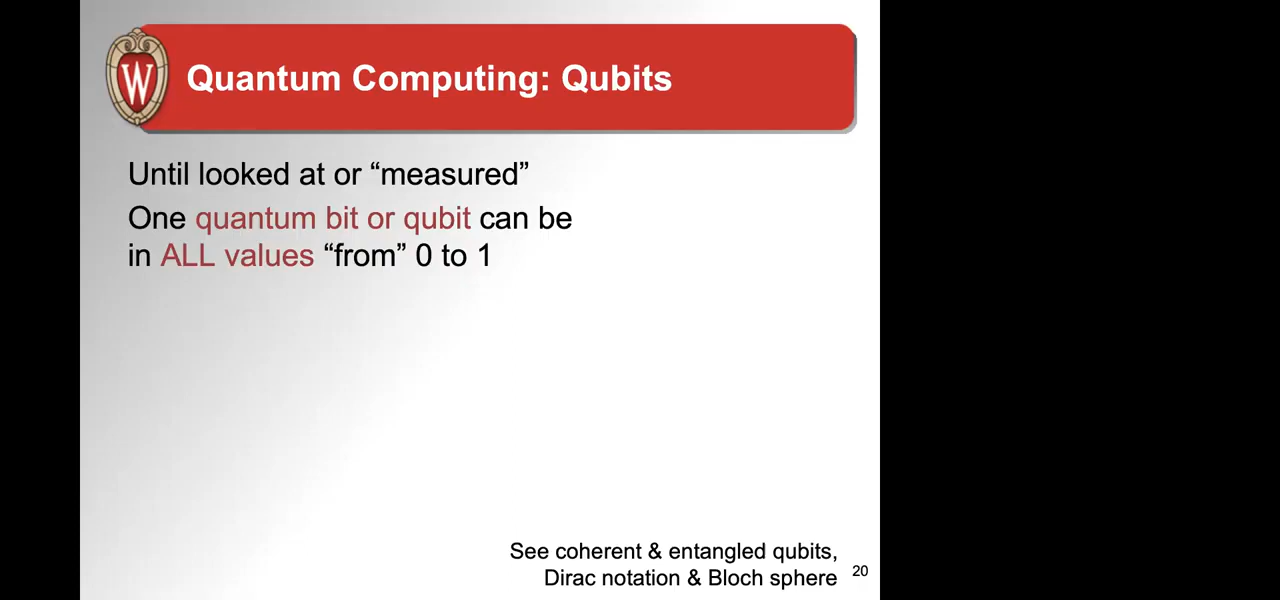 W
Quantum Computing: Qubits
Until looked at or “measured”
One quantum bit or qubit can be
in ALL values “from” 0 to 1
See coherent & entangled qubits,
Dirac notation & Bloch sphere
20